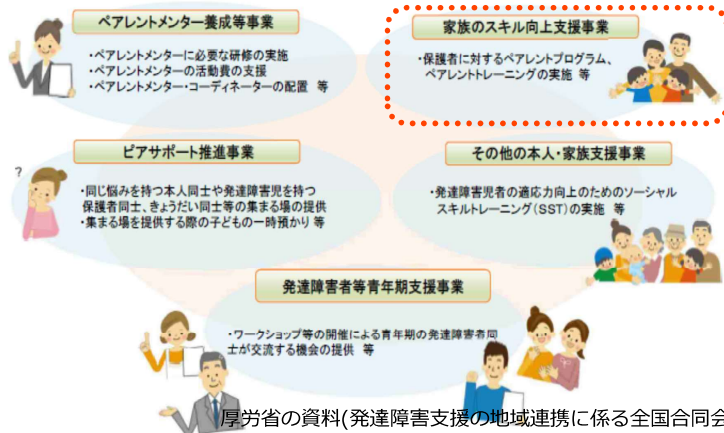 ペアレントメンター養成等事業
・ペアレントメンターに必要な研修の実施
・ペアレントメンターの活動費の支援
・ペアレントメンター・コーディネーターの配置 等
家族のスキル向上支援事業
・保護者に対するペアレントプログラム、
ペアレントトレーニングの実施 等
ピアサポート推進事業
?
・同じ悩みを持つ本人同士や発達障害児を持つ
保護者同士、きょうだい同士等の集まる場の提供
・集まる場を提供する際の子どもの一時預かり 等
その他の本人・家族支援事業
・発達障害児者の適応力向上のためのソーシャル
スキルトレーニング(SST)の実施 等
発達障害者等青年期支援事業
・ワークショップ等の開催による青年期の発達障害者同
士が交流する機会の提供 等
厚労省の資料(発達障害支援の地域連携に係る全国合同会